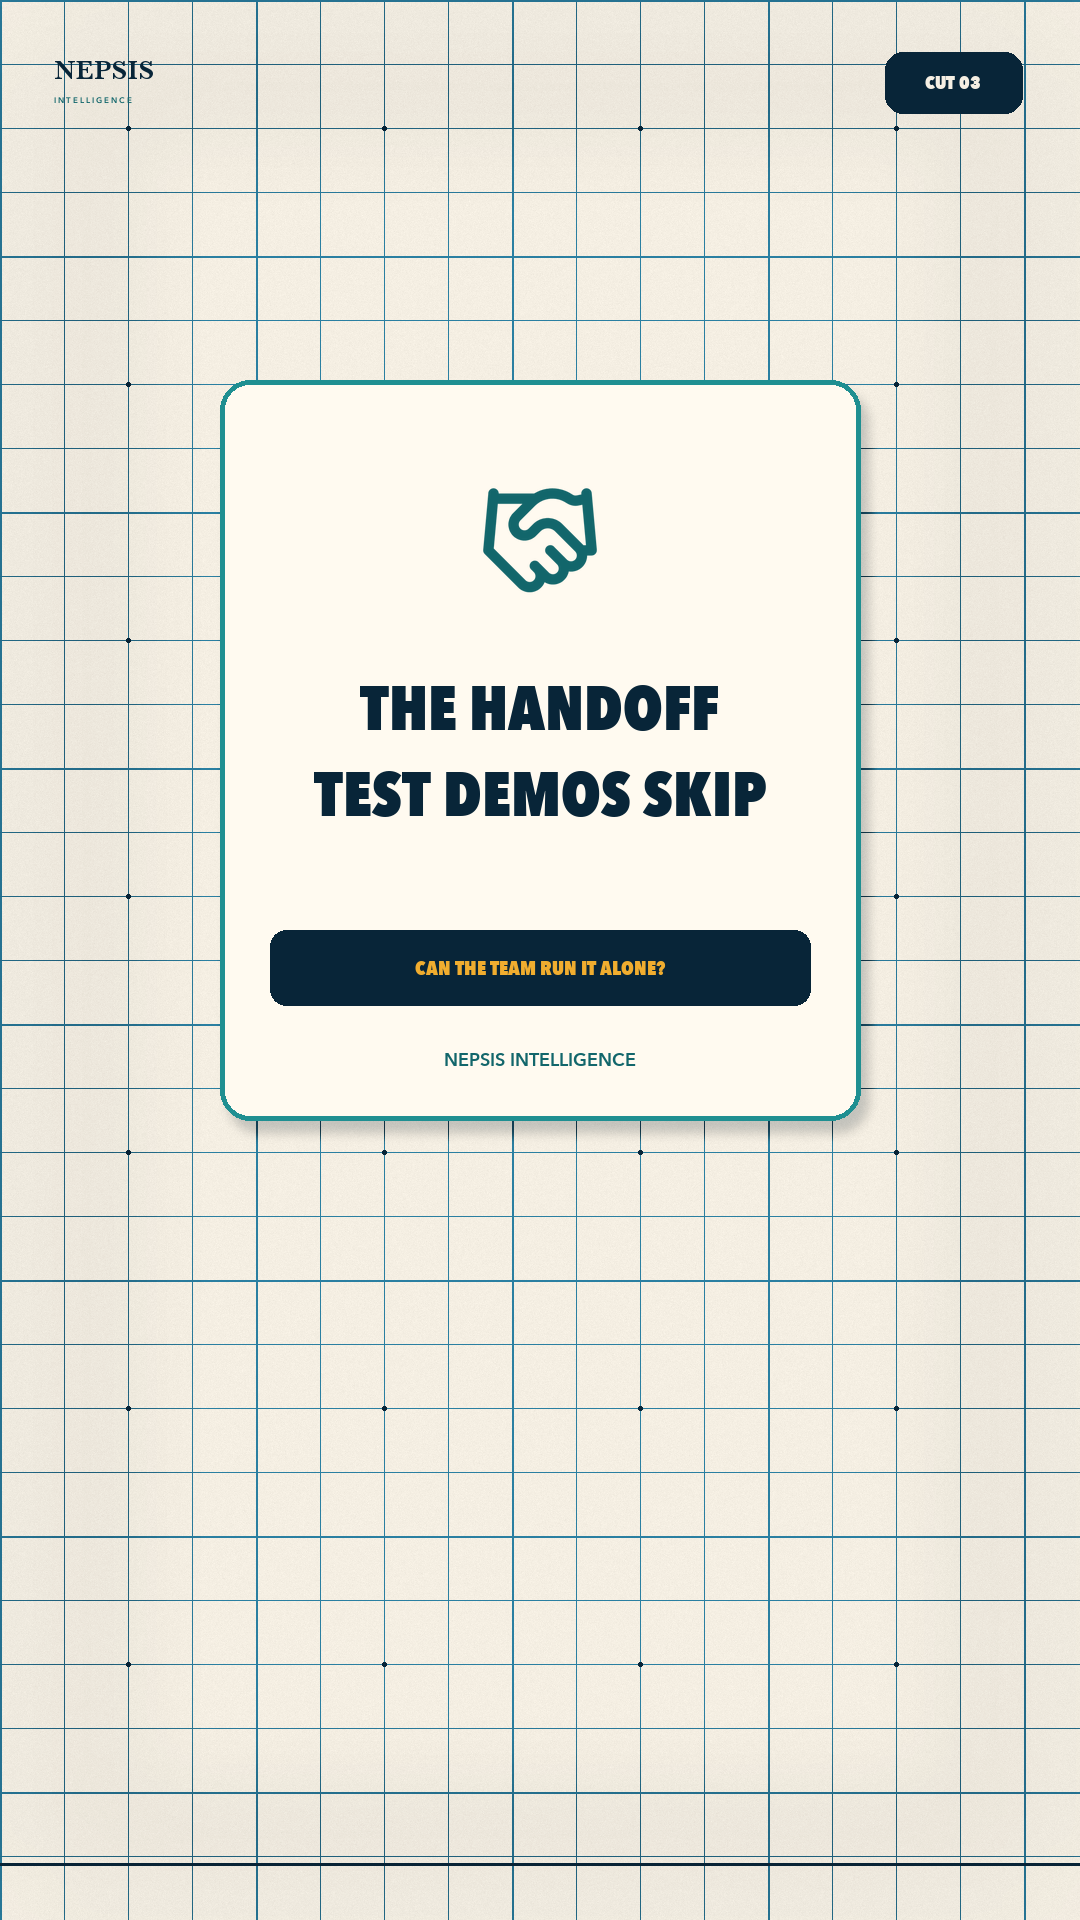 NEPSIS
INTELLIGENCE
CUT 03
THE HANDOFF
TEST DEMOS SKIP
CAN THE TEAM RUN IT ALONE?
NEPSIS INTELLIGENCE